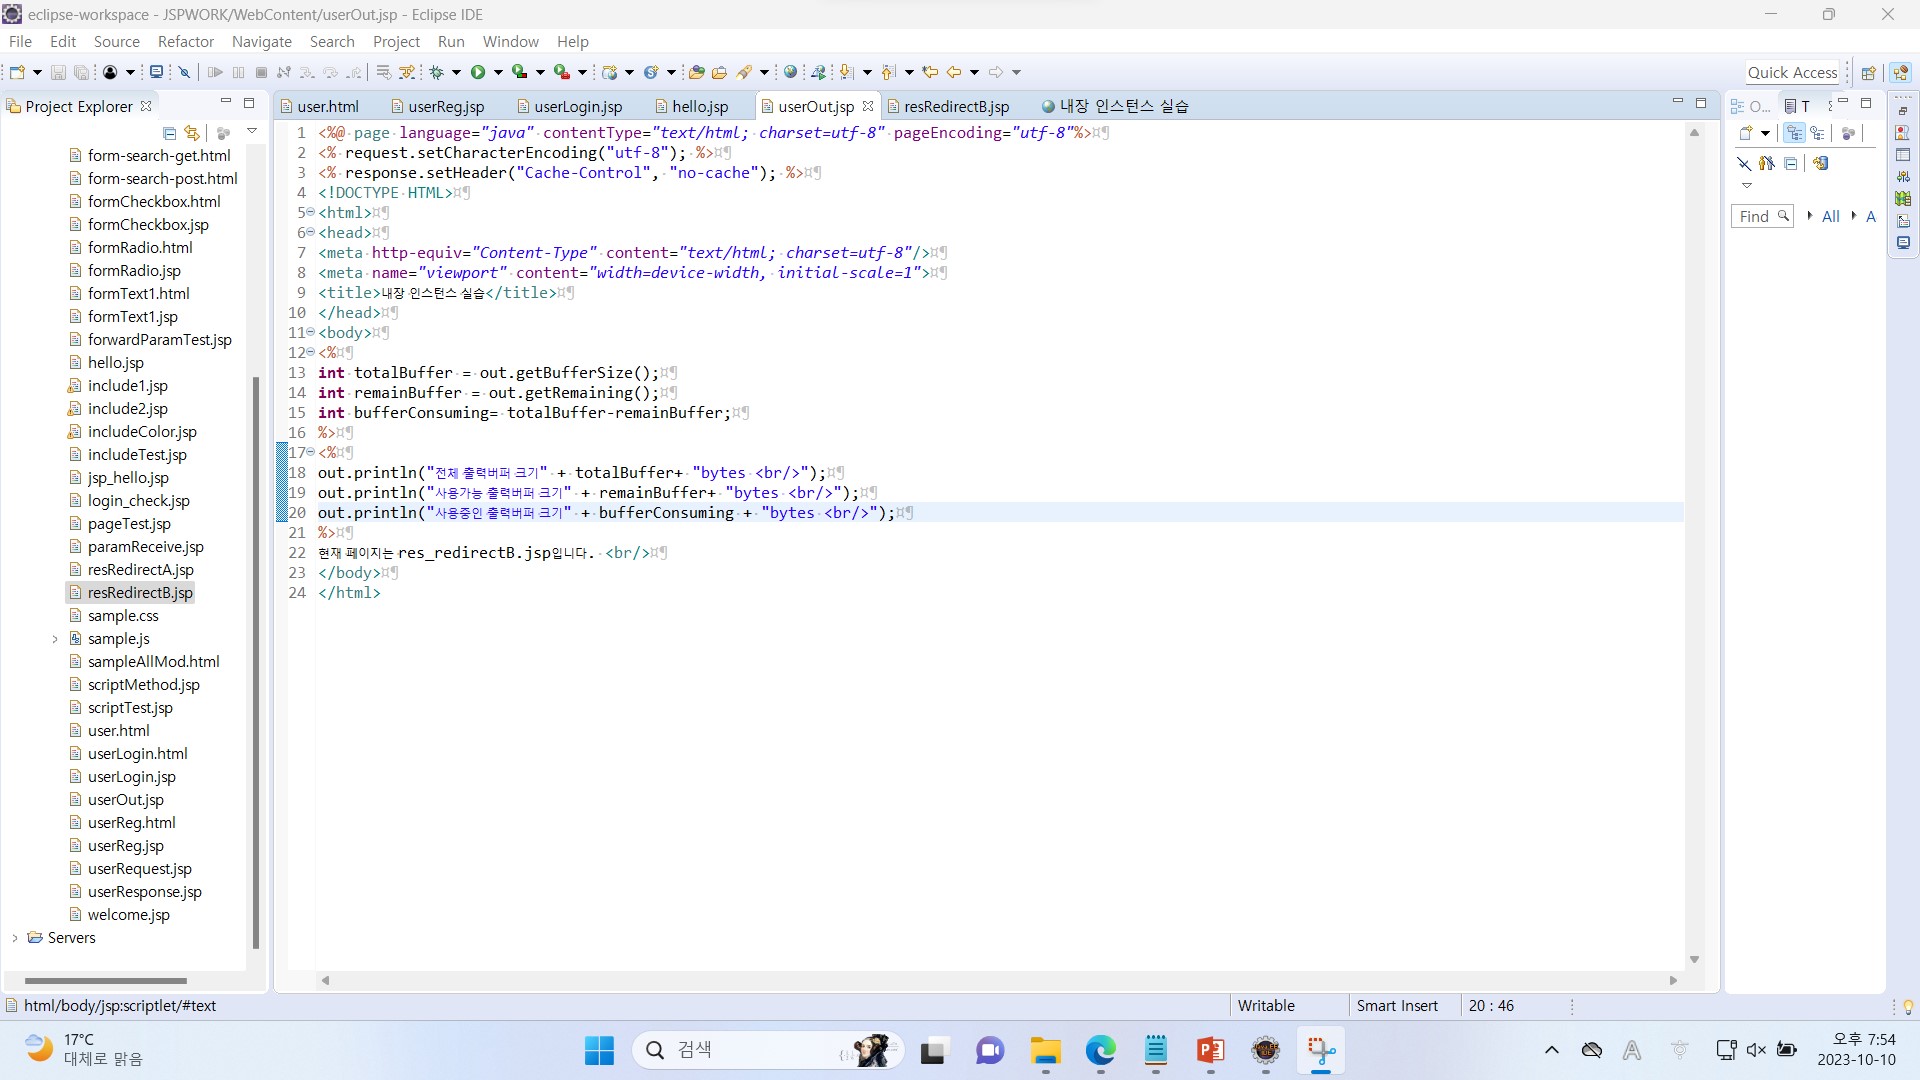 eclipse-workspace - JSPWORK/WebContent/userOut.jsp - Eclipse IDE
File Edit Source Refactor Navigate Search Project Run Window Help
Quick Access
Project Explorer
user.html userReg.jsp userLogin.jsp hello.jsp userOut.jsp resRedirectB.jsp 내장 인스턴스 실습
O... T
form-search-get.html
form-search-post.html
formCheckbox.html
formCheckbox.jsp
formRadio.html
formRadio.jsp
formText1.html
formText1.jsp
forwardParamTest.jsp
hello.jsp
include1.jsp
include2.jsp
includeColor.jsp
includeTest.jsp
jsp_hello.jsp
login_check.jsp
pageTest.jsp
paramReceive.jsp
resRedirectA.jsp
resRedirectB.jsp
sample.css
sample.js
sampleAllMod.html
scriptMethod.jsp
scriptTest.jsp
user.html
userLogin.html
userLogin.jsp
userOut.jsp
userReg.html
userReg.jsp
userRequest.jsp
userResponse.jsp
welcome.jsp
Servers
1 <%@ page language="java" contentType="text/html; charset=utf-8" pageEncoding="utf-8"%>¤¶
2 <% request.setCharacterEncoding("utf-8"); %>¤¶
3 <% response.setHeader("Cache-Control", "no-cache"); %>¤¶
4 <!DOCTYPE HTML>¤¶
5 <html>¤¶
6 <head>¤¶
7 <meta http-equiv="Content-Type" content="text/html; charset=utf-8"/>¤¶
8 <meta name="viewport" content="width=device-width, initial-scale=1">¤¶
9 <title>내장 인스턴스 실습</title>¤¶
10 </head>¤¶
11 <body>¤¶
12 <%¤¶
13 int totalBuffer = out.getBufferSize();¤¶
14 int remainBuffer = out.getRemaining();¤¶
15 int bufferConsuming= totalBuffer-remainBuffer;¤¶
16 %>¤¶
17 <%¤¶
18 out.println("전체 출력버퍼 크기" + totalBuffer+ "bytes <br/>");¤¶
19 out.println("사용가능 출력버퍼 크기" + remainBuffer+ "bytes <br/>");¤¶
20 out.println("사용중인 출력버퍼 크기" + bufferConsuming + "bytes <br/>");¤¶
21 %>¤¶
22 현재 페이지는 res_redirectB.jsp입니다. <br/>¤¶
23 </body>¤¶
24 </html>
Find All A
html/body/jsp:scriptlet/#text Writable Smart Insert 20 : 46
17°C
대체로 맑음
검색
A
오후 7:54
2023-10-10